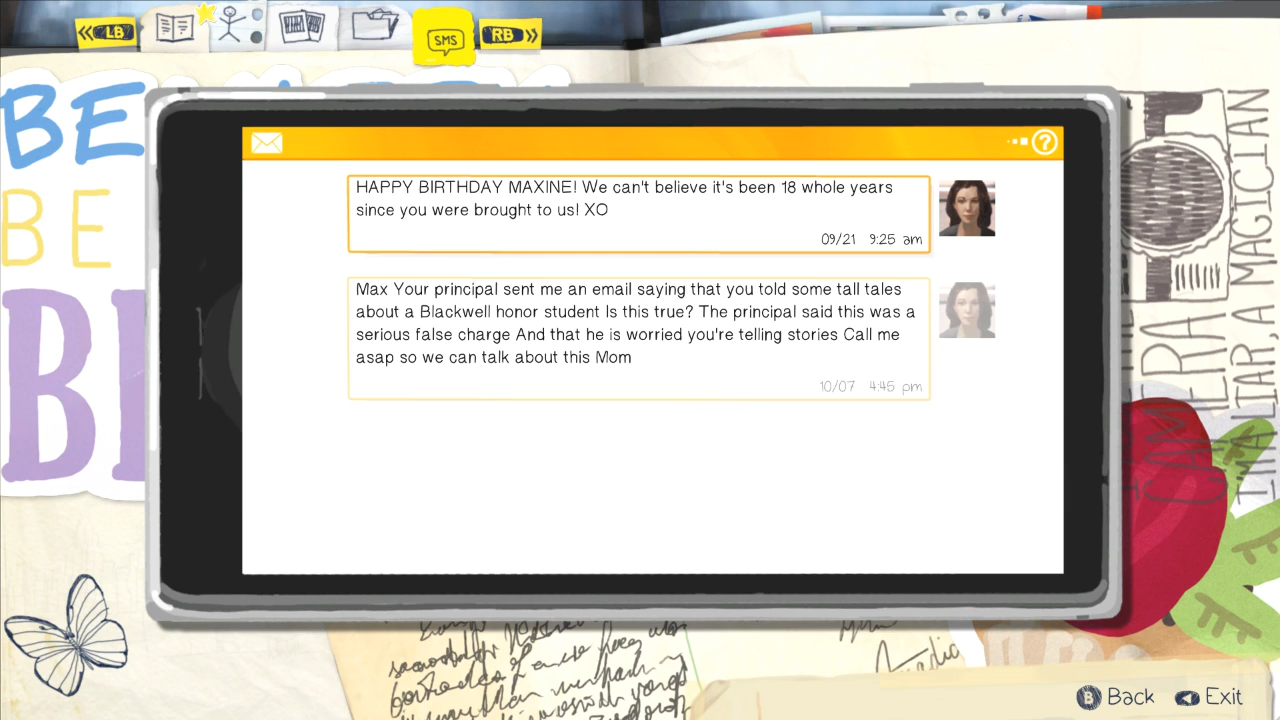 LB
SMS
RB
BE
BE
HAPPY BIRTHDAY MAXINE! We can't believe it's been 18 whole years
since you were brought to us! XO
09/21 9:25 am
Max Your principal sent me an email saying that you told some tall tales
about a Blackwell honor student Is this true? The principal said this was a
serious false charge And that he is worried you're telling stories Call me
asap so we can talk about this Mom
10/07 4:45 pm
I'M A LIAR, A MAGICIAN
B Back
Exit